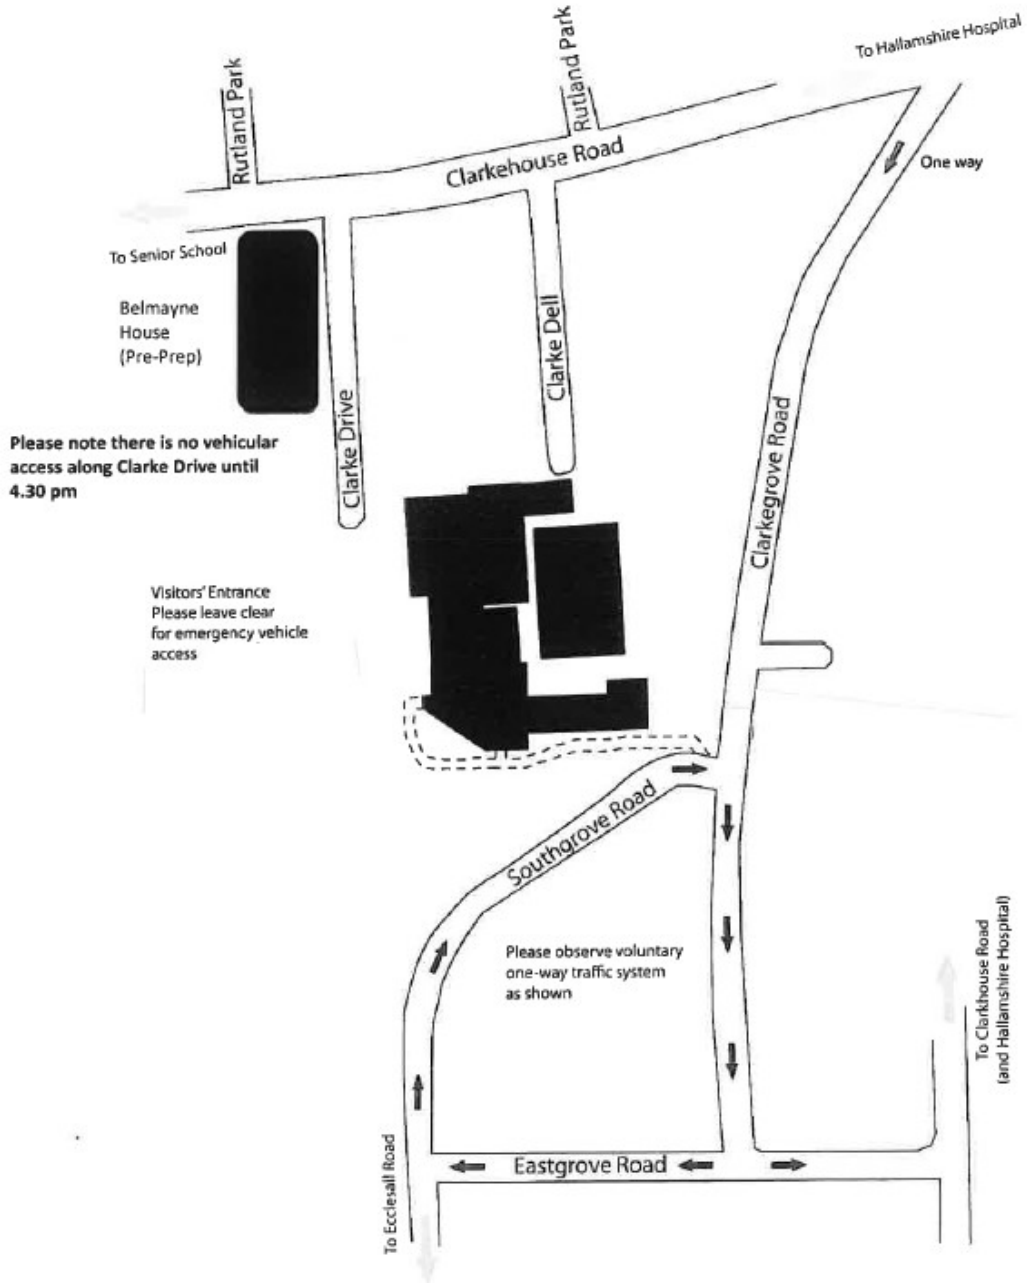 To Hallamshire Hospital
Rutland Park
Rutland Park
Clarkehouse Road
One way
To Senior School
Belmayne
House
(Pre-Prep)
Clarke Dell
Clarke Drive
Clarkegrove Road
Please note there is no vehicular
access along Clarke Drive until
4.30 pm
Visitors' Entrance
Please leave clear
for emergency vehicle
access
Southgrove Road
Please observe voluntary
one-way traffic system
as shown
To Clarkhouse Road
(and Hallamshire Hospital)
To Ecclesall Road
Eastgrove Road